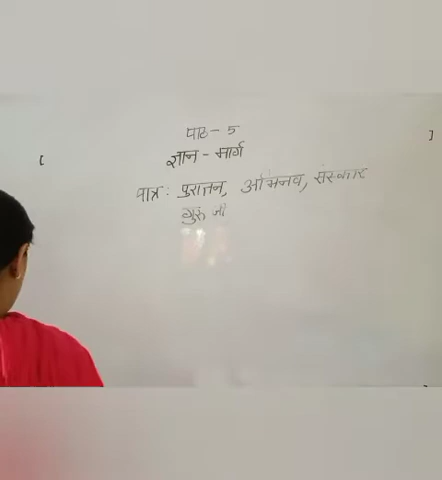 पाठ - 5
[ ]
ज्ञान - मार्ग
पात्र : पुरातन, अभिनव, संस्कार
गुरु जी